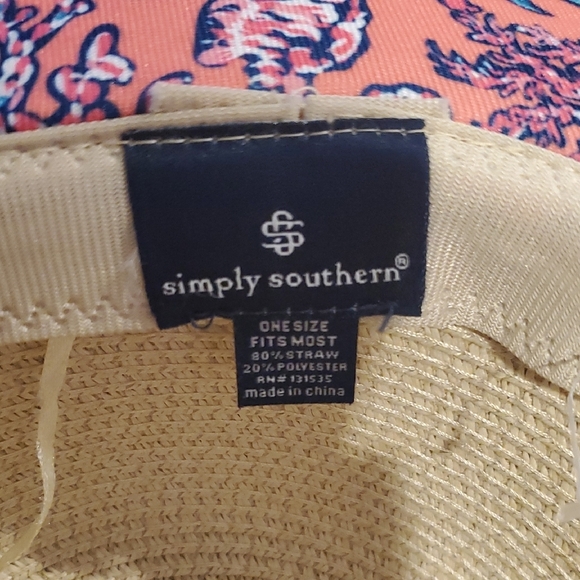 simply southern®
ONE SIZE
FITS MOST
80% STRAW
20% POLYESTER
RN# 131535
made in china